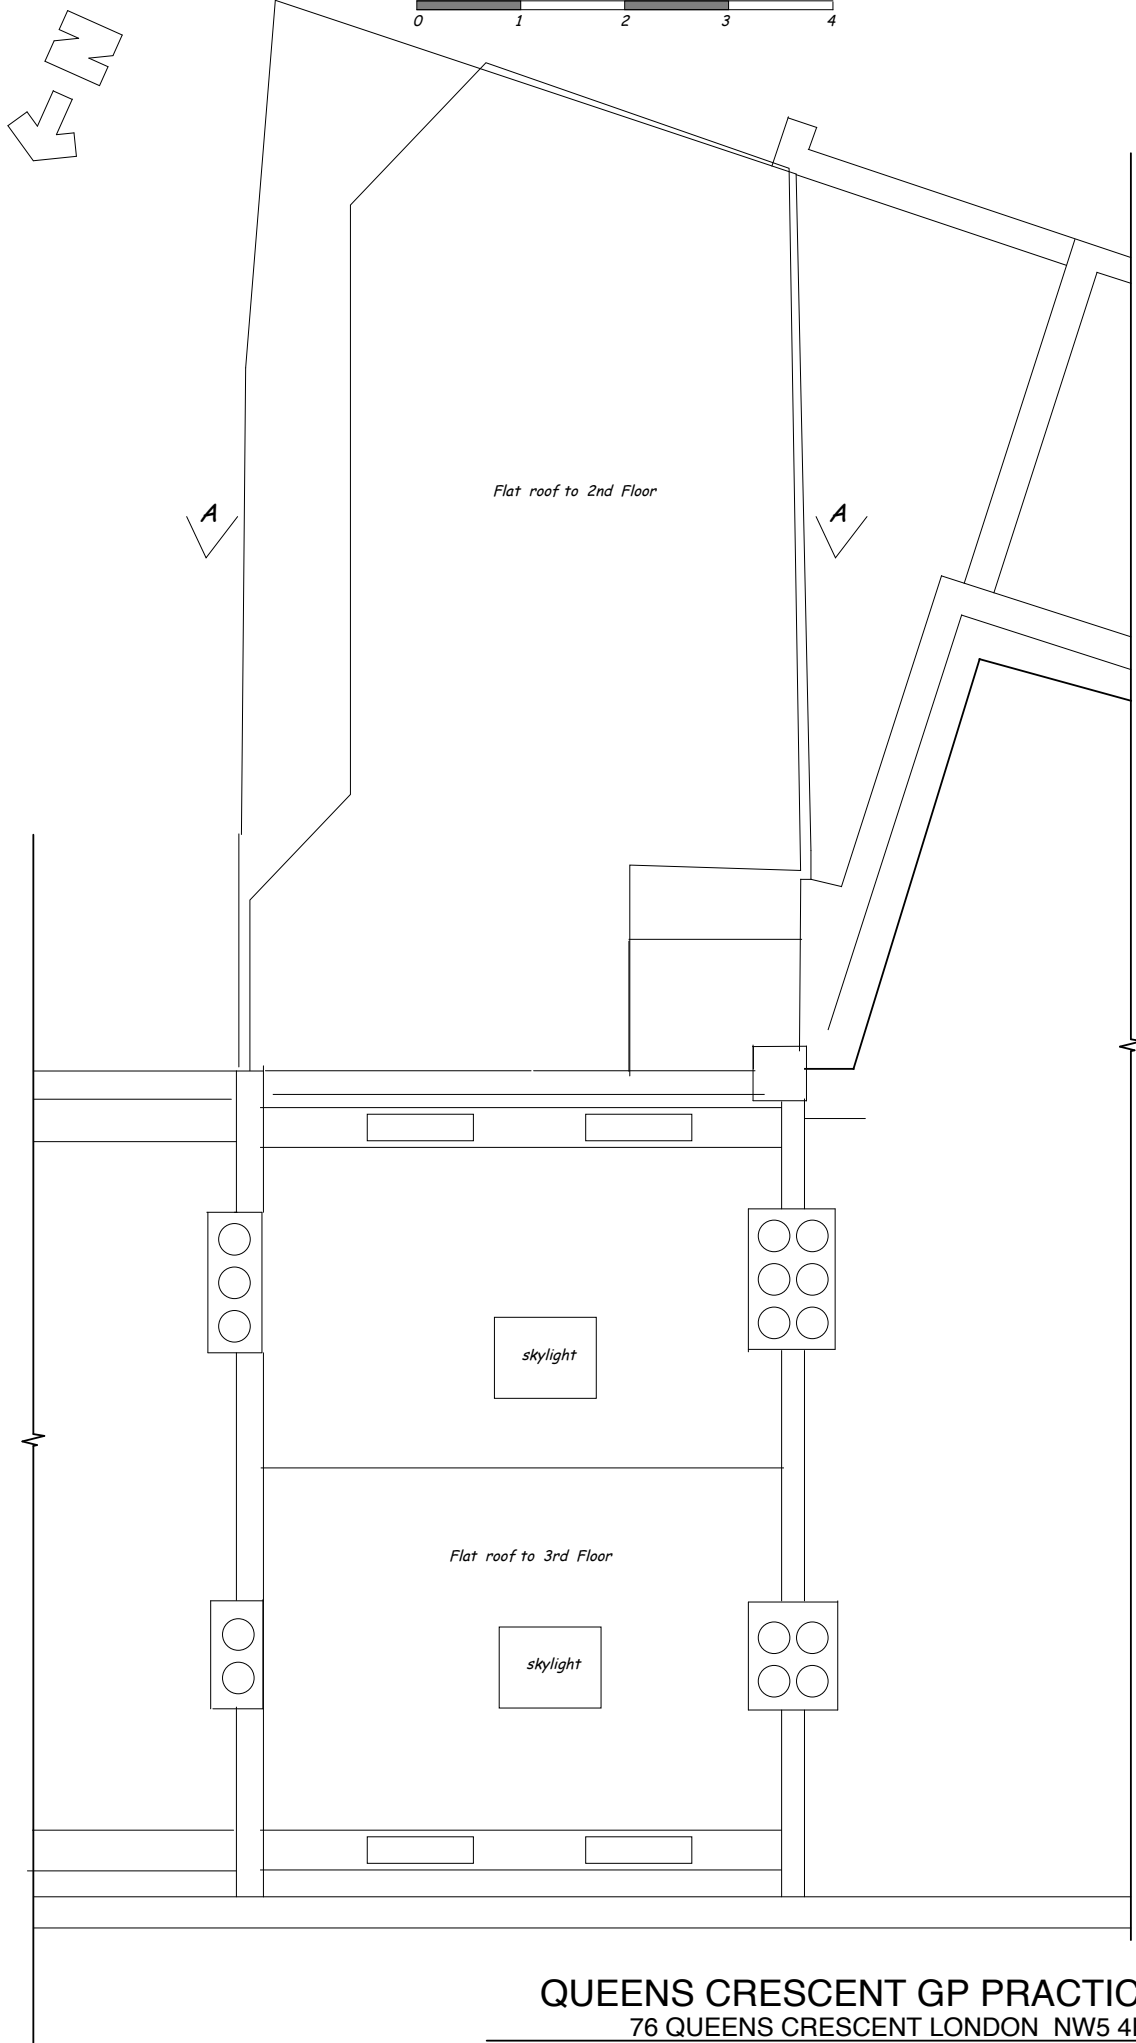 0 1 2 3 4
N
Flat roof to 2nd Floor
A A
skylight
Flat roof to 3rd Floor
skylight
QUEENS CRESCENT GP PRACTIC
76 QUEENS CRESCENT LONDON NW5 4